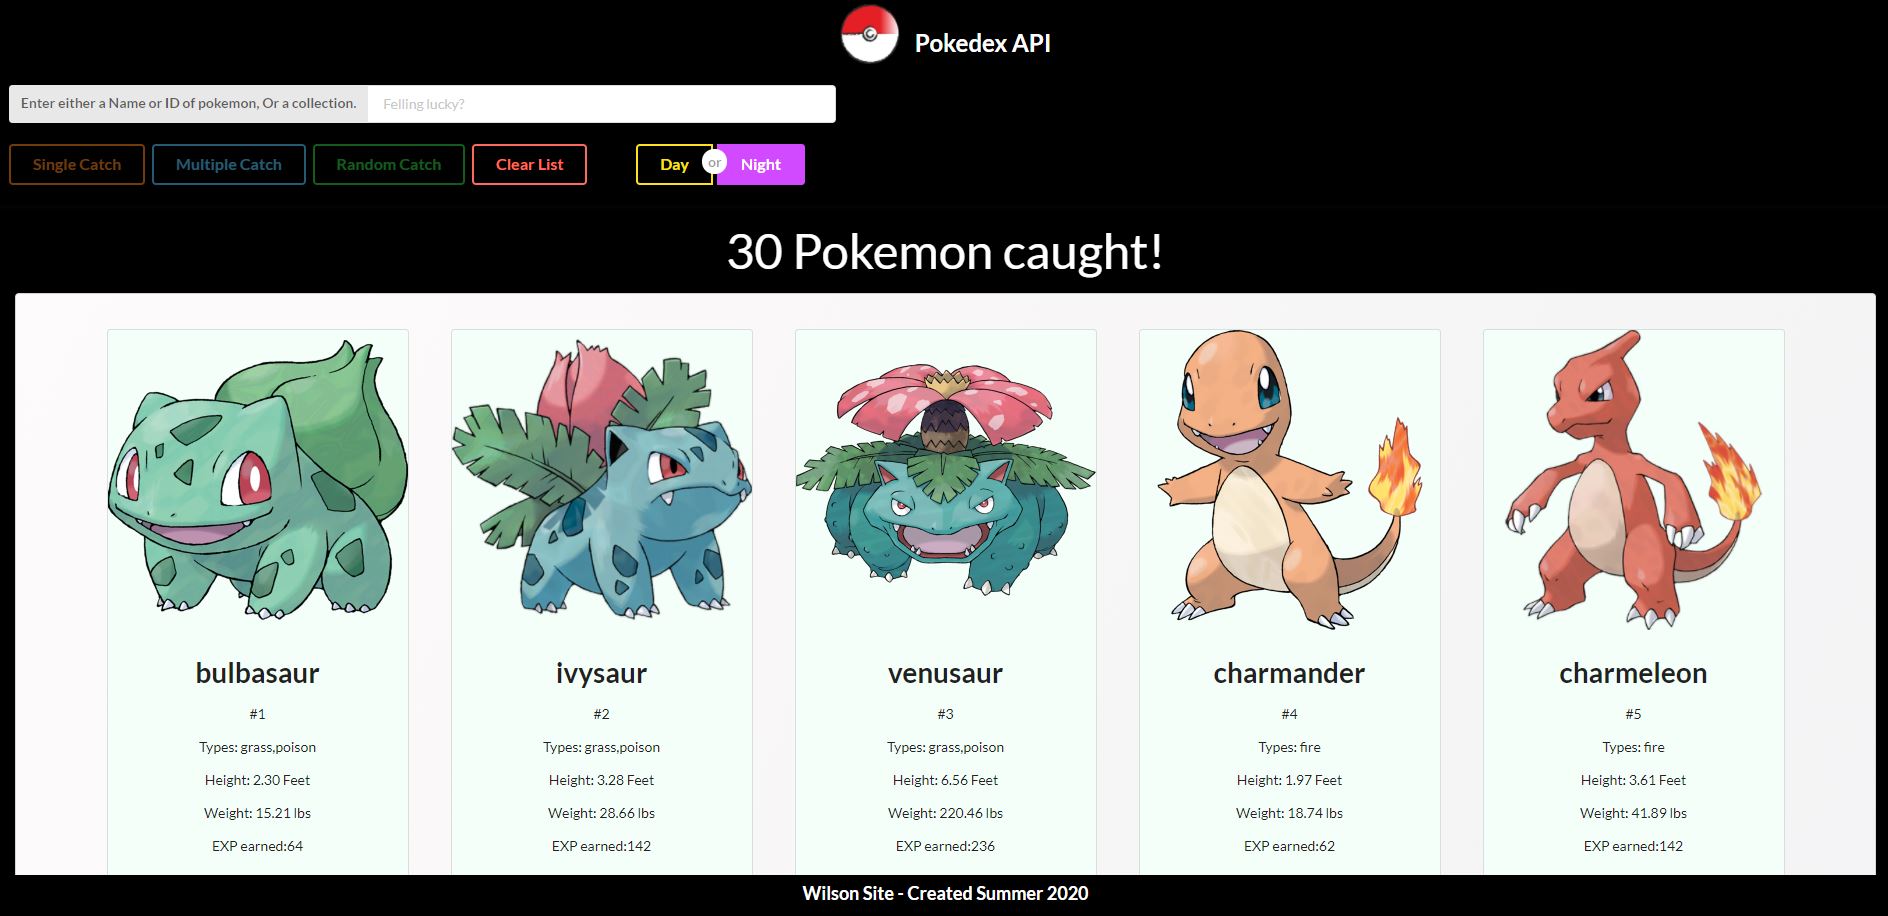 Pokedex API
Enter either a Name or ID of pokemon, Or a collection. Felling lucky?
Single Catch Multiple Catch Random Catch Clear List Day or Night
30 Pokemon caught!
bulbasaur ivysaur venusaur charmander charmeleon
#1 #2 #3 #4 #5
Types: grass,poison Types: grass,poison Types: grass,poison Types: fire Types: fire
Height: 2.30 Feet Height: 3.28 Feet Height: 6.56 Feet Height: 1.97 Feet Height: 3.61 Feet
Weight: 15.21 lbs Weight: 28.66 lbs Weight: 220.46 lbs Weight: 18.74 lbs Weight: 41.89 lbs
EXP earned:64 EXP earned:142 EXP earned:236 EXP earned:62 EXP earned:142
Wilson Site - Created Summer 2020